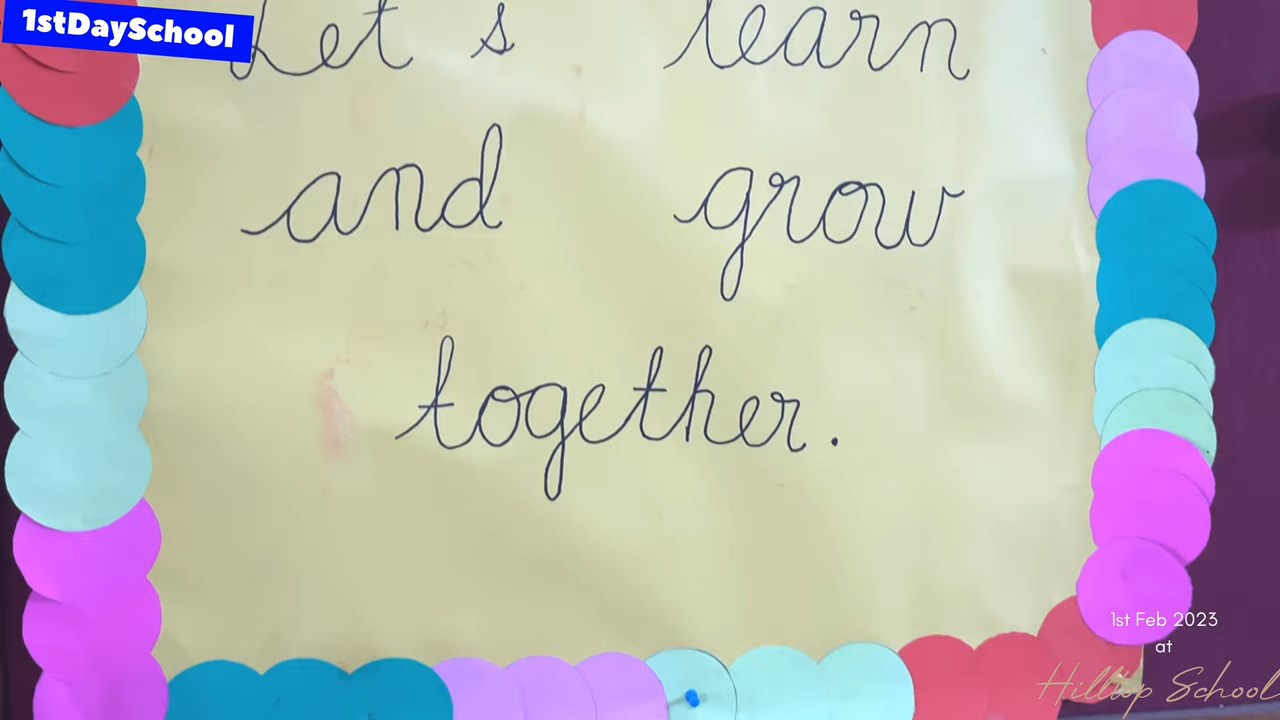 1stDaySchool
Let's learn
and grow
together.
1st Feb 2023
at
Hilltop School